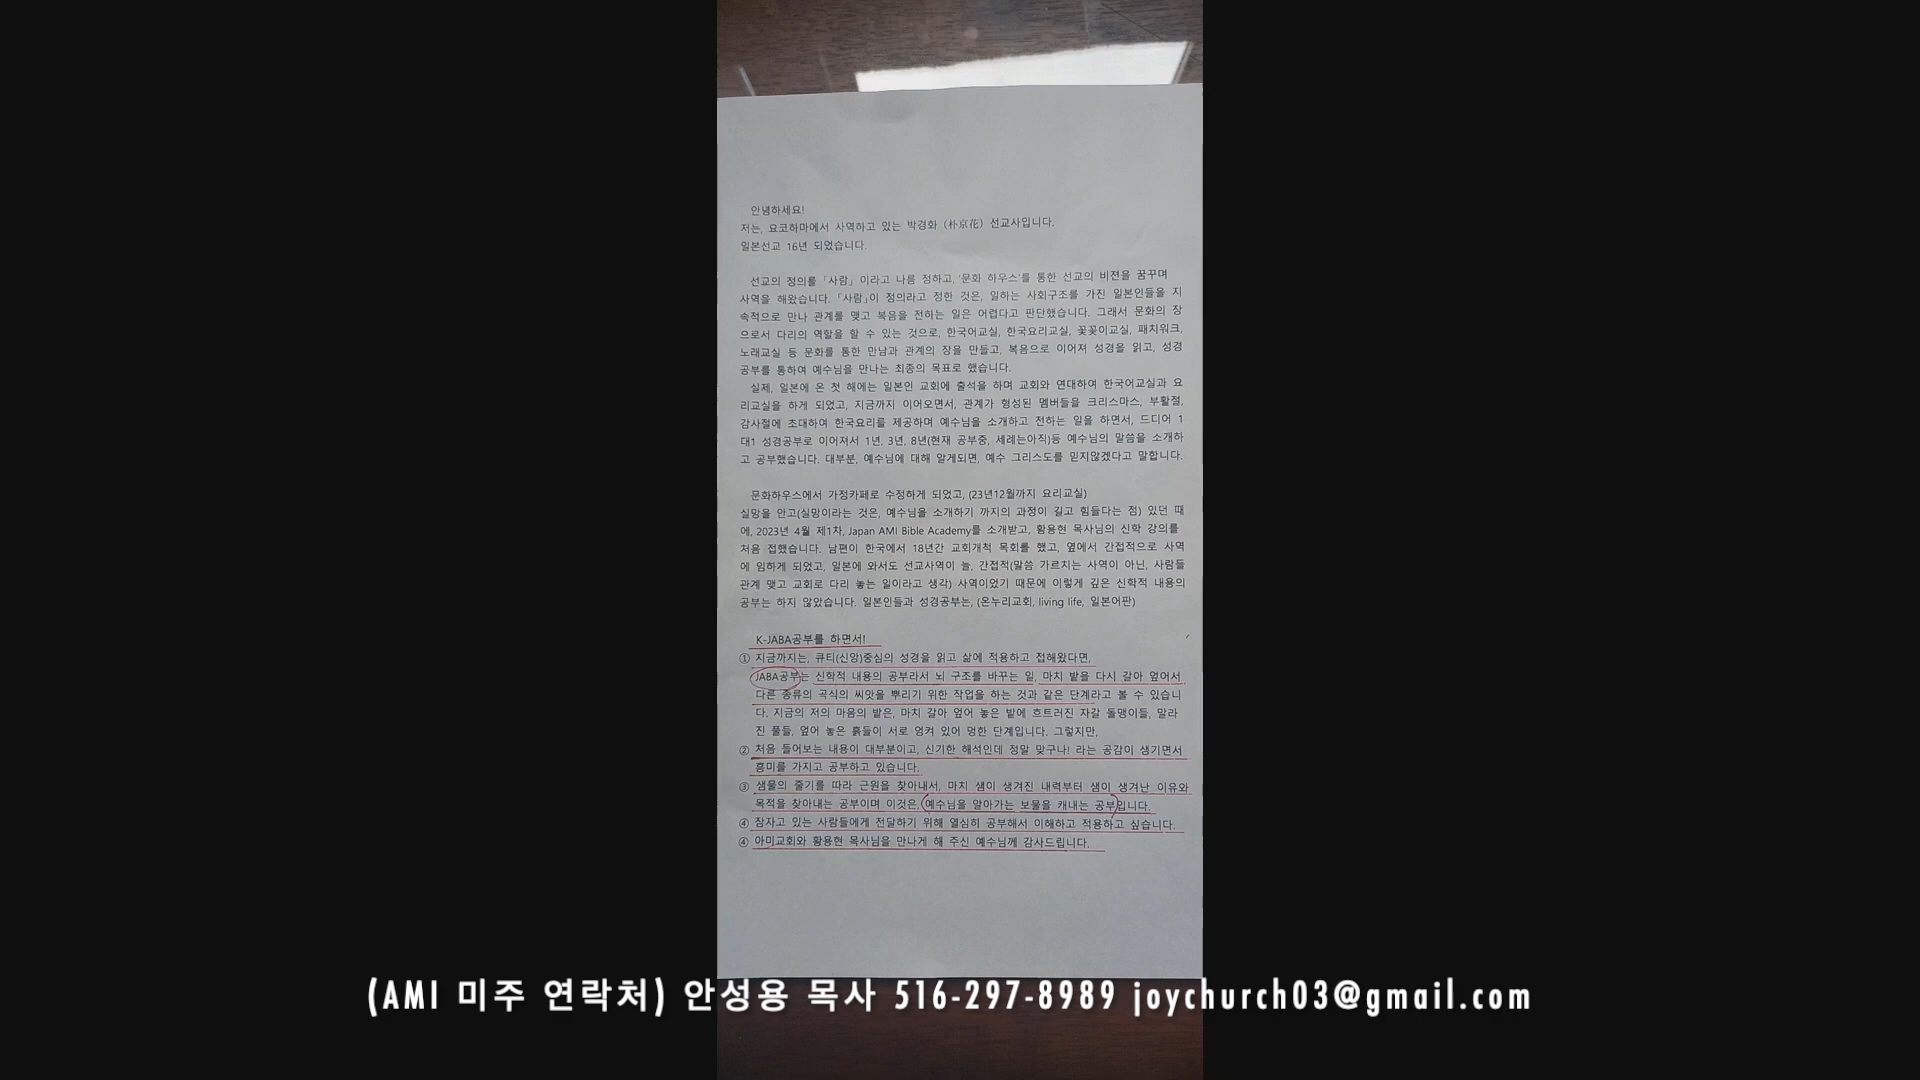 안녕하세요!
저는, 요코하마에서 사역하고 있는 박경화 (朴京花) 선교사입니다.
일본선교 16년 되었습니다.
선교의 정의를 「사람」 이라고 나름 정하고, '문화 하우스'를 통한 선교의 비젼을 꿈꾸며
사역을 해왔습니다. 「사람」이 정의라고 정한 것은, 일하는 사회구조를 가진 일본인들을 지
속적으로 만나 관계를 맺고 복음을 전하는 일은 어렵다고 판단했습니다. 그래서 문화의 장
으로서 다리의 역할을 할 수 있는 것으로, 한국어교실, 한국요리교실, 꽃꽂이교실, 패치워크,
노래교실 등 문화를 통한 만남과 관계의 장을 만들고, 복음으로 이어져 성경을 읽고, 성경
공부를 통하여 예수님을 만나는 최종의 목표로 했습니다.
실제, 일본에 온 첫 해에는 일본인 교회에 출석을 하며 교회와 연대하여 한국어교실과 요
리교실을 하게 되었고, 지금까지 이어오면서, 관계가 형성된 멤버들을 크리스마스, 부활절,
감사절에 초대하여 한국요리를 제공하며 예수님을 소개하고 전하는 일을 하면서, 드디어 1
대1 성경공부로 이어져서 1년, 3년, 8년(현재 공부중, 세례는아직)등 예수님의 말씀을 소개하
고 공부했습니다. 대부분, 예수님에 대해 알게되면, 예수 그리스도를 믿지않겠다고 말합니다.
문화하우스에서 가정카페로 수정하게 되었고, (23년12월까지 요리교실)
실망을 안고(실망이라는 것은, 예수님을 소개하기 까지의 과정이 길고 힘들다는 점) 있던 때
에, 2023년 4월 제1차, Japan AMI Bible Academy를 소개받고, 황용현 목사님의 신학 강의를
처음 접했습니다. 남편이 한국에서 18년간 교회개척 목회를 했고, 옆에서 간접적으로 사역
에 임하게 되었고, 일본에 와서도 선교사역이 늘, 간접적(말씀 가르치는 사역이 아닌, 사람들
관계 맺고 교회로 다리 놓는 일이라고 생각) 사역이었기 때문에 이렇게 깊은 신학적 내용의
공부는 하지 않았습니다. 일본인들과 성경공부는, (온누리교회, living life, 일본어판)
K-JABA공부를 하면서!
① 지금까지는, 큐티(신앙)중심의 성경을 읽고 삶에 적용하고 접해왔다면,
JABA공부는 신학적 내용의 공부라서 뇌 구조를 바꾸는 일, 마치 밭을 다시 갈아 엎어서
다른 종류의 곡식의 씨앗을 뿌리기 위한 작업을 하는 것과 같은 단계라고 볼 수 있습니
다. 지금의 저의 마음의 밭은, 마치 갈아 엎어 놓은 밭에 흐트러진 자갈 돌맹이들, 말라
진 풀들, 엎어 놓은 흙들이 서로 엉켜 있어 멍한 단계입니다. 그렇지만,
② 처음 들어보는 내용이 대부분이고, 신기한 해석인데 정말 맞구나! 라는 공감이 생기면서
흥미를 가지고 공부하고 있습니다.
③ 샘물의 줄기를 따라 근원을 찾아내서, 마치 샘이 생겨진 내력부터 샘이 생겨난 이유와
목적을 찾아내는 공부이며 이것은, 예수님을 알아가는 보물을 캐내는 공부입니다.
④ 잠자고 있는 사람들에게 전달하기 위해 열심히 공부해서 이해하고 적용하고 싶습니다.
④ 아미교회와 황용현 목사님을 만나게 해 주신 예수님께 감사드립니다.
(AMI 미주 연락처) 안성용 목사 516-297-8989 joychurch03@gmail.com